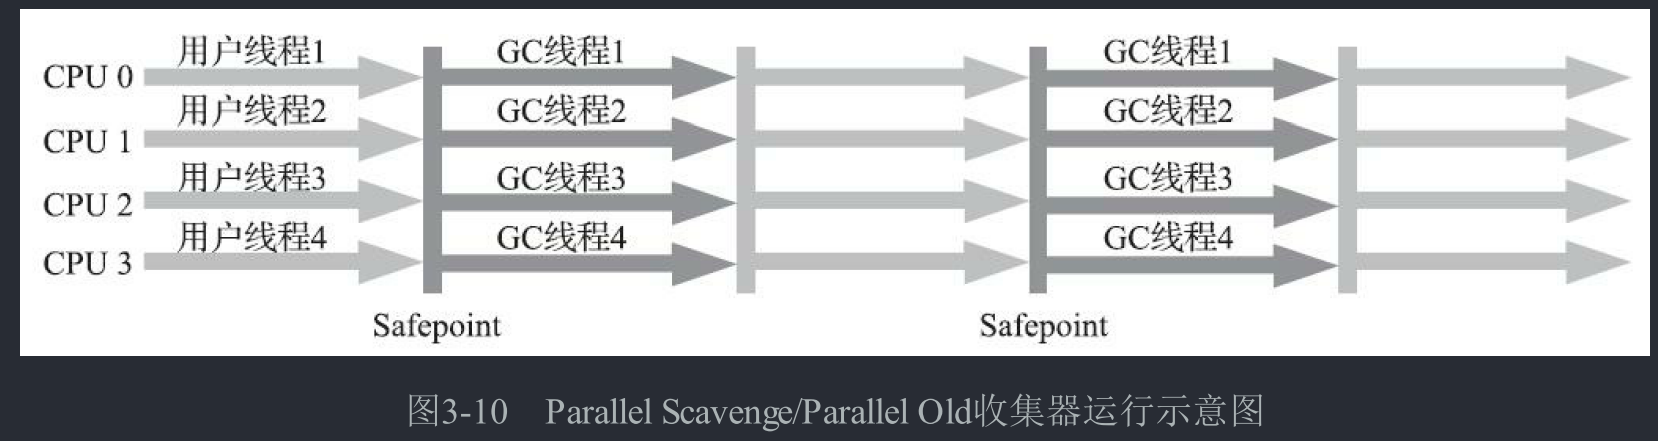 用户线程1 GC线程1 GC线程1
CPU 0
用户线程2 GC线程2 GC线程2
CPU 1
用户线程3 GC线程3 GC线程3
CPU 2
用户线程4 GC线程4 GC线程4
CPU 3
Safepoint Safepoint
图3-10 Parallel Scavenge/Parallel Old收集器运行示意图